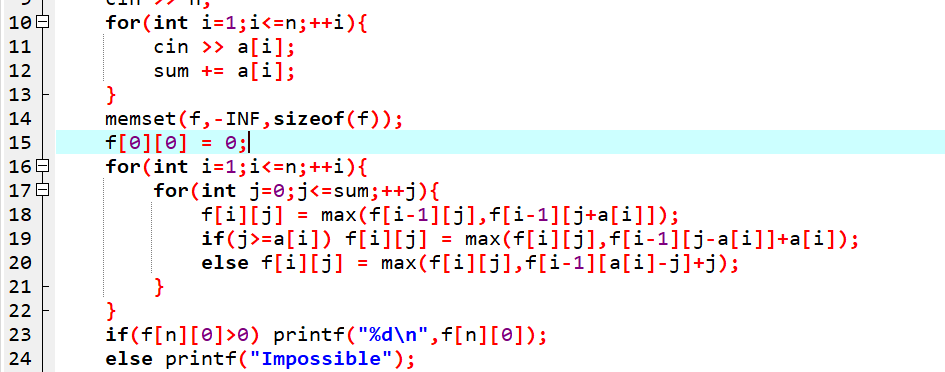 cin >> n;
10 for(int i=1;i<=n;++i){
11 cin >> a[i];
12 sum += a[i];
13 }
14 memset(f,-INF,sizeof(f));
15 f[0][0] = 0;
16 for(int i=1;i<=n;++i){
17 for(int j=0;j<=sum;++j){
18 f[i][j] = max(f[i-1][j],f[i-1][j+a[i]]);
19 if(j>=a[i]) f[i][j] = max(f[i][j],f[i-1][j-a[i]]+a[i]);
20 else f[i][j] = max(f[i][j],f[i-1][a[i]-j]+j);
21 }
22 }
23 if(f[n][0]>0) printf("%d\n",f[n][0]);
24 else printf("Impossible");